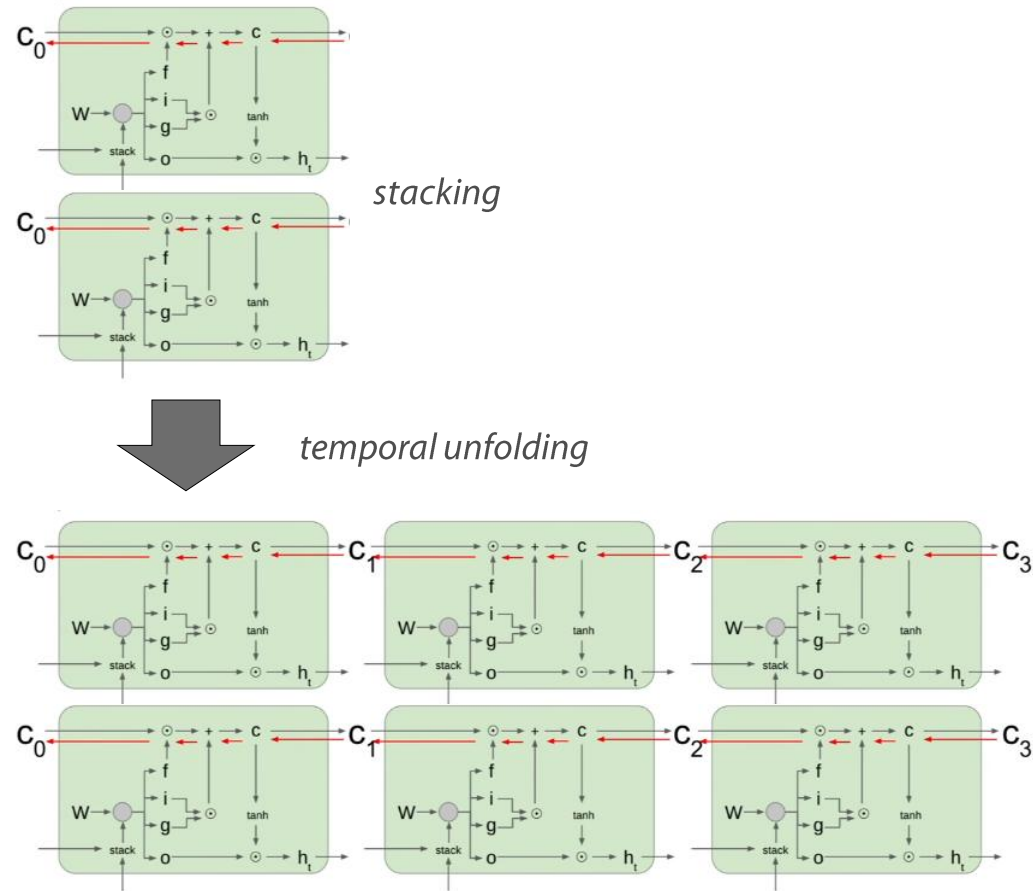 C0 ⊙ + c
f
i
W ⊙ tanh
g
stack o ⊙ ht
stacking
C0 ⊙ + c
f
i
W ⊙ tanh
g
stack o ⊙ ht
temporal unfolding
C0 ⊙ + c C1 ⊙ + c C2 ⊙ + c C3
f f f
i i i
W ⊙ tanh W ⊙ tanh W ⊙ tanh
g g g
stack o ⊙ ht stack o ⊙ ht stack o ⊙ ht
C0 ⊙ + c C1 ⊙ + c C2 ⊙ + c C3
f f f
i i i
W ⊙ tanh W ⊙ tanh W ⊙ tanh
g g g
stack o ⊙ ht stack o ⊙ ht stack o ⊙ ht